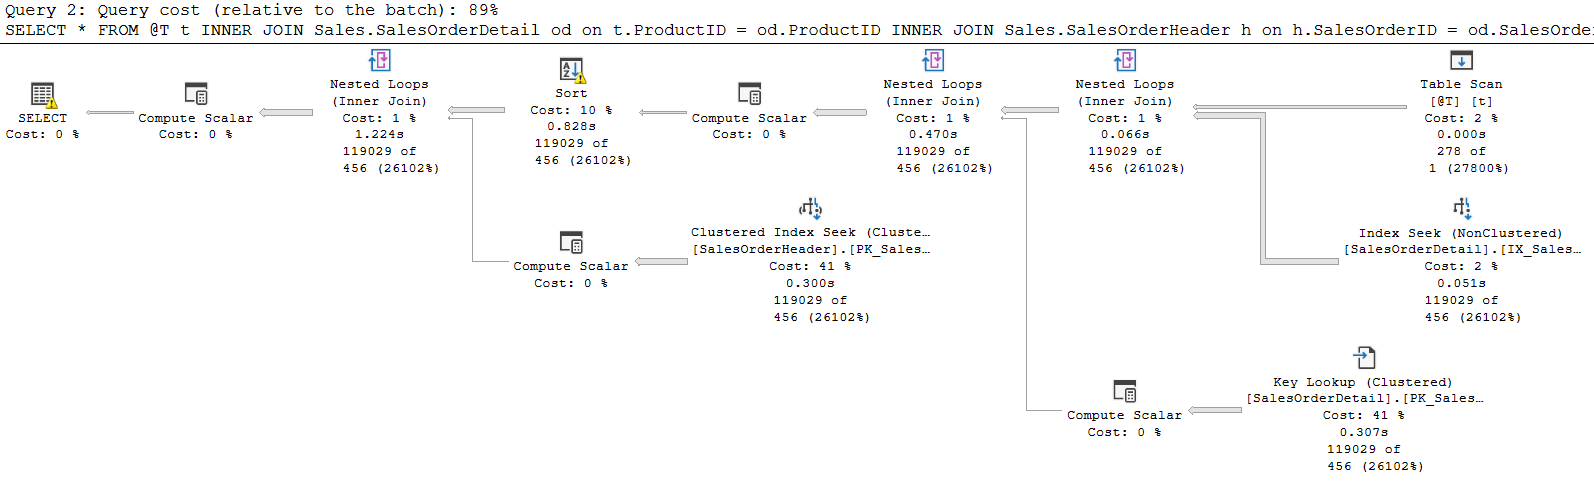 Query 2: Query cost (relative to the batch): 89%
SELECT * FROM @T t INNER JOIN Sales.SalesOrderDetail od on t.ProductID = od.ProductID INNER JOIN Sales.SalesOrderHeader h on h.SalesOrderID = od.SalesOrde
SELECT
Cost: 0 %
Compute Scalar
Cost: 0 %
Nested Loops
(Inner Join)
Cost: 1 %
1.224s
119029 of
456 (26102%)
Sort
Cost: 10 %
0.828s
119029 of
456 (26102%)
Compute Scalar
Cost: 0 %
Nested Loops
(Inner Join)
Cost: 1 %
0.470s
119029 of
456 (26102%)
Nested Loops
(Inner Join)
Cost: 1 %
0.066s
119029 of
456 (26102%)
Table Scan
[@T] [t]
Cost: 2 %
0.000s
278 of
1 (27800%)
Compute Scalar
Cost: 0 %
Clustered Index Seek (Cluste…
[SalesOrderHeader].[PK_Sales…
Cost: 41 %
0.300s
119029 of
456 (26102%)
Index Seek (NonClustered)
[SalesOrderDetail].[IX_Sales…
Cost: 2 %
0.051s
119029 of
456 (26102%)
Compute Scalar
Cost: 0 %
Key Lookup (Clustered)
[SalesOrderDetail].[PK_Sales…
Cost: 41 %
0.307s
119029 of
456 (26102%)